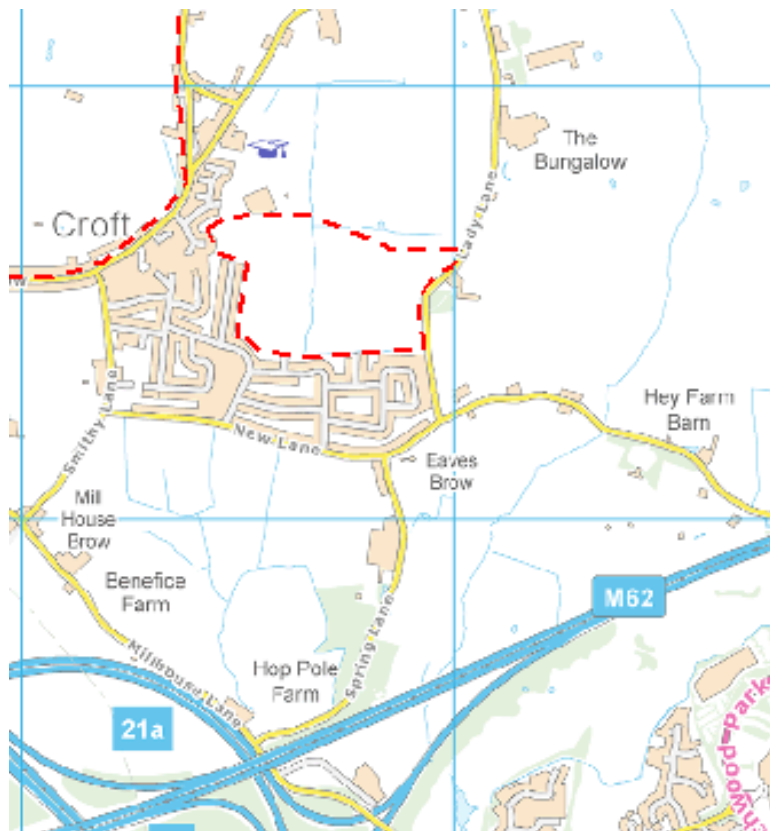 The
Bungalow
- Croft
Lady Lane
Hey Farm
Barn
Smithy Lane
New Lane
Eaves
Brow
Mill
House
Brow
Benefice
Farm
M62
Millhouse Lane
Hop Pole
Farm
Spring Lane
21a